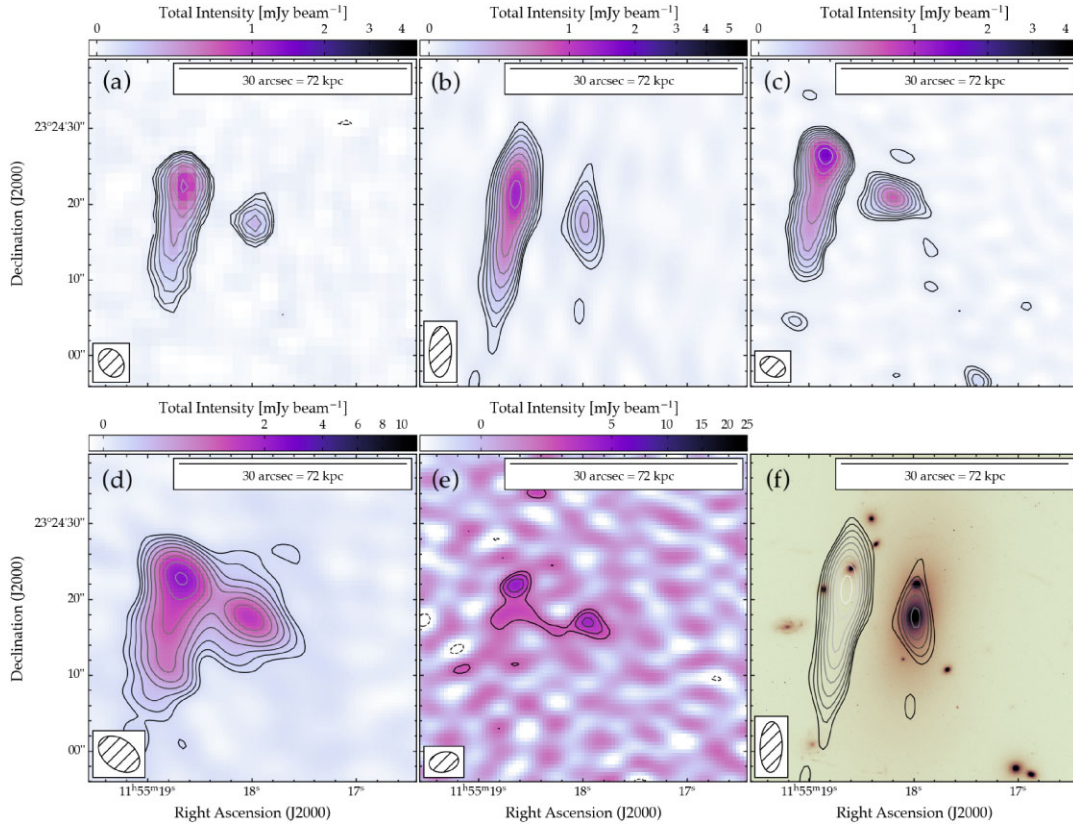 Total Intensity [mJy beam⁻¹] Total Intensity [mJy beam⁻¹] Total Intensity [mJy beam⁻¹]
0 1 2 3 4 0 1 2 3 4 5 0 1 2 3 4
(a) 30 arcsec = 72 kpc (b) 30 arcsec = 72 kpc (c) 30 arcsec = 72 kpc
Declination (J2000)
23°24'30"
20"
10"
00"
Total Intensity [mJy beam⁻¹] Total Intensity [mJy beam⁻¹]
0 2 4 6 8 10 0 5 10 15 20 25
(d) 30 arcsec = 72 kpc (e) 30 arcsec = 72 kpc (f) 30 arcsec = 72 kpc
Declination (J2000)
23°24'30"
20"
10"
00"
11ʰ55ᵐ19ˢ 18ˢ 17ˢ 11ʰ55ᵐ19ˢ 18ˢ 17ˢ 11ʰ55ᵐ19ˢ 18ˢ 17ˢ
Right Ascension (J2000) Right Ascension (J2000) Right Ascension (J2000)